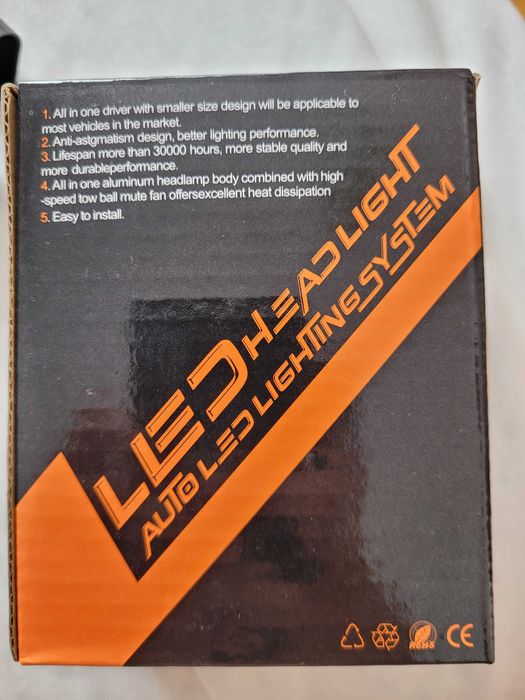 1. All in one driver with smaller size design will be applicable to
most vehicles in the market.
2. Anti-astgmatism design, better lighting performance.
3. Lifespan more than 30000 hours, more stable quality and
more durableperformance.
4. All in one aluminum headlamp body combined with high
-speed tow ball mute fan offersexcellent heat dissipation
5. Easy to install.
LED HEAD LIGHT
AUTO LED LIGHTING SYSTEM
ROHS CE